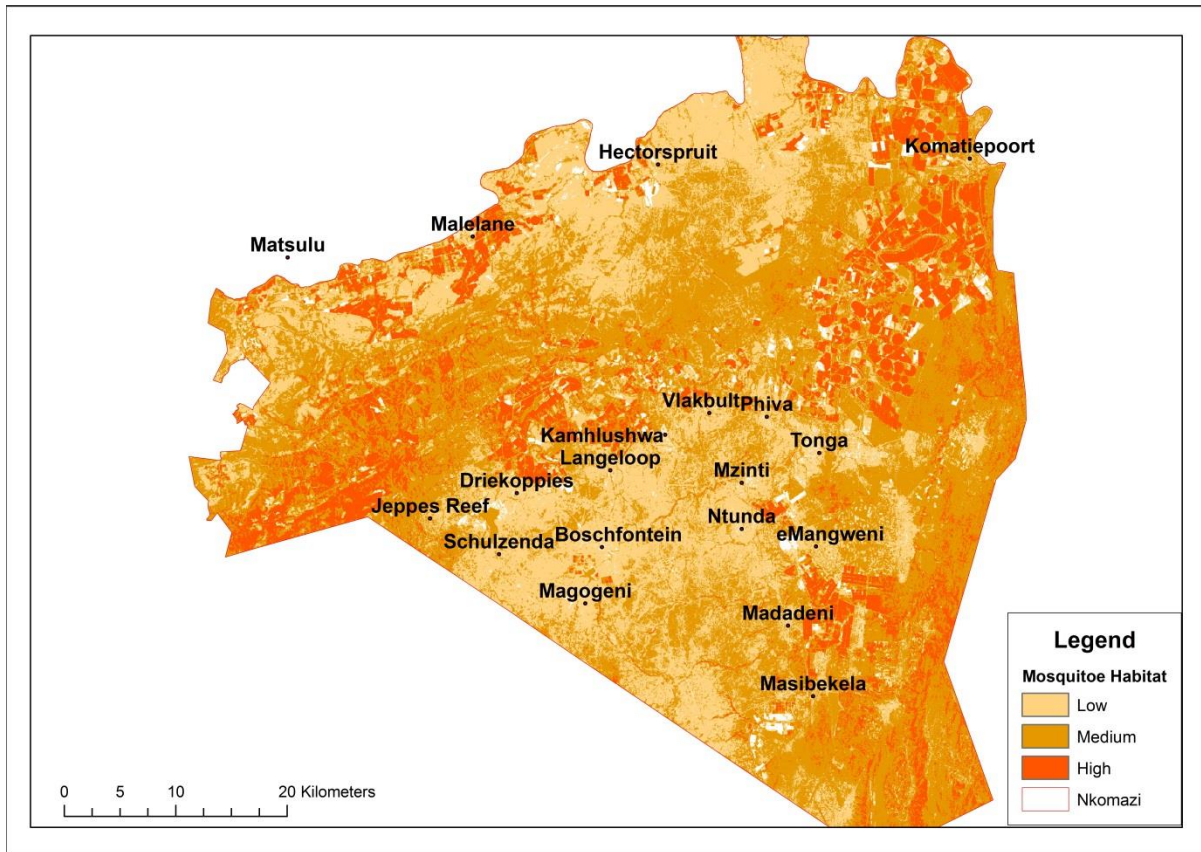 Hectorspruit
Komatiepoort
Malelane
Matsulu
Vlakbult
Phiva
Kamhlushwa
Tonga
Langeloop
Mzinti
Driekoppies
Jeppes Reef
Ntunda
Boschfontein
eMangweni
Schulzenda
Magogeni
Madadeni
Masibekela
Legend
Mosquitoe Habitat
Low
Medium
High
Nkomazi
0 5 10 20 Kilometers